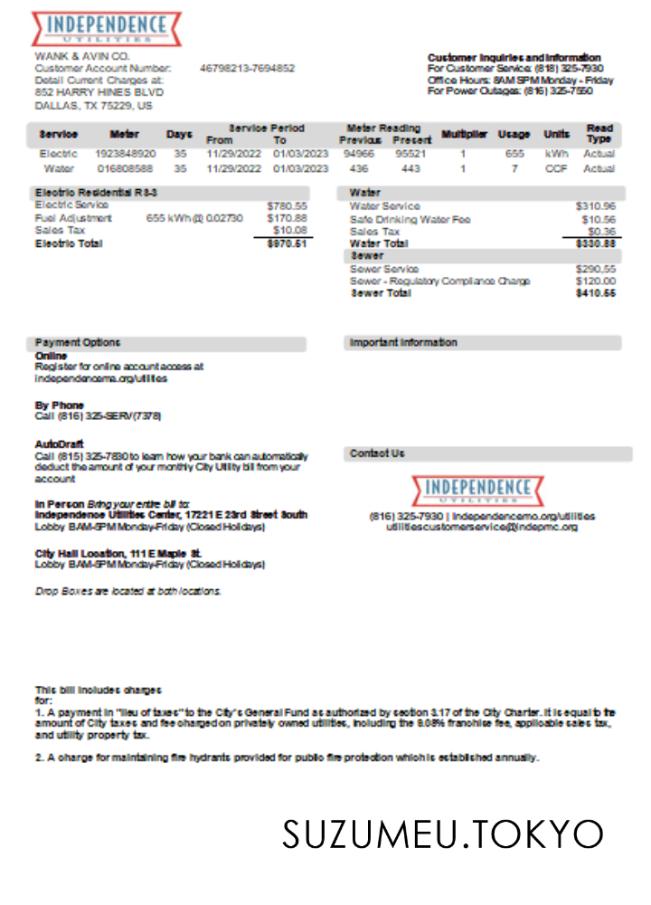 INDEPENDENCE
UTILITIES
WANK & AVIN CO.
Customer Account Number: 46798213-7694852
Detail Current Charges at:
852 HARRY HINES BLVD
DALLAS, TX 75229, US
Customer Inquiries and Information
For Customer Service: (818) 325-7930
Office Hours: 8AM-5PM Monday - Friday
For Power Outages: (816) 325-7550
Service Meter Days Service Period From To Meter Reading Previous Present Multiplier Usage Units Read Type
Electric 1923848920 35 11/29/2022 01/03/2023 94966 95521 1 655 kWh Actual
Water 016808588 35 11/29/2022 01/03/2023 436 443 1 7 CCF Actual
Electric Residential RS-3
Electric Service $780.55
Fuel Adjustment 655 kWh @ 0.02730 $170.88
Sales Tax $10.08
Electric Total $970.51
Water
Water Service $310.96
Safe Drinking Water Fee $10.56
Sales Tax $0.36
Water Total $330.88
Sewer
Sewer Service $290.55
Sewer - Regulatory Compliance Charge $120.00
Sewer Total $410.55
Payment Options
Online
Register for online account access at
independencemo.org/utilities
By Phone
Call (816) 325-SERV(7378)
AutoDraft
Call (815) 325-7830 to learn how your bank can automatically
deduct the amount of your monthly City Utility bill from your
account
In Person Bring your entire bill to:
Independence Utilities Center, 17221 E 23rd Street South
Lobby 8AM-5PM Monday-Friday (Closed Holidays)
City Hall Location, 111 E Maple St.
Lobby 8AM-5PM Monday-Friday (Closed Holidays)
Drop Boxes are located at both locations.
Important Information
Contact Us
INDEPENDENCE
UTILITIES
(816) 325-7930 | Independencemo.org/utilities
utilitiescustomerservice@indepmo.org
This bill includes charges
for:
1. A payment in "lieu of taxes" to the City's General Fund as authorized by section 3.17 of the City Charter. It is equal to the
amount of City taxes and fee charged on privately owned utilities, including the 9.08% franchise fee, applicable sales tax,
and utility property tax.
2. A charge for maintaining fire hydrants provided for public fire protection which is established annually.
SUZUMEU.TOKYO